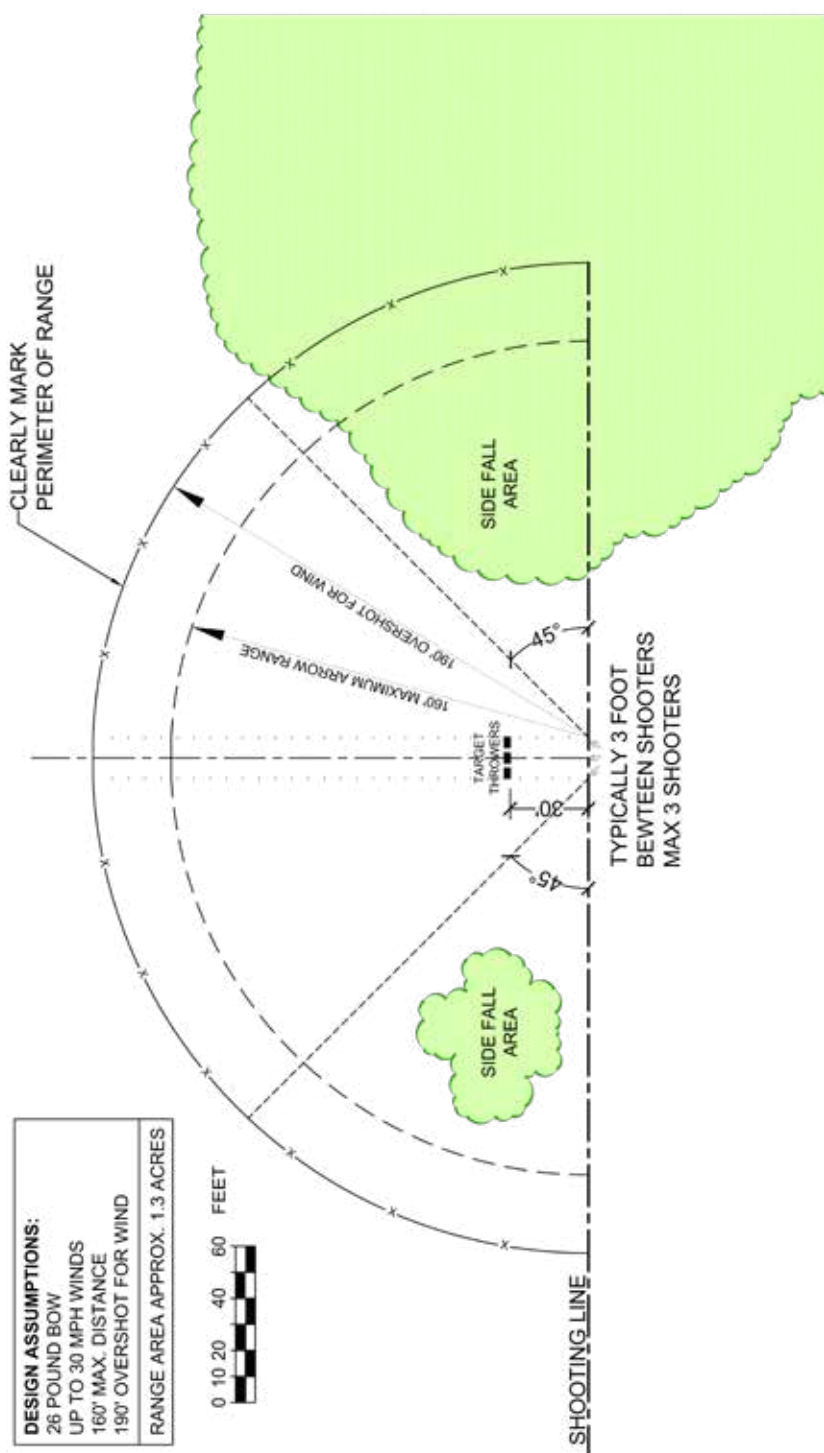 DESIGN ASSUMPTIONS:
26 POUND BOW
UP TO 30 MPH WINDS
160' MAX. DISTANCE
190' OVERSHOT FOR WIND
RANGE AREA APPROX. 1.3 ACRES
0 10 20 40 60 FEET
CLEARLY MARK
PERIMETER OF RANGE
190' OVERSHOT FOR WIND
160' MAXIMUM ARROW RANGE
TARGET
THROWERS
30'
45°
45°
SIDE FALL
AREA
SIDE FALL
AREA
SHOOTING LINE
TYPICALLY 3 FOOT
BEWTEEN SHOOTERS
MAX 3 SHOOTERS
X
X
X
X
X
X
X
X
X
X
X
X
X
X